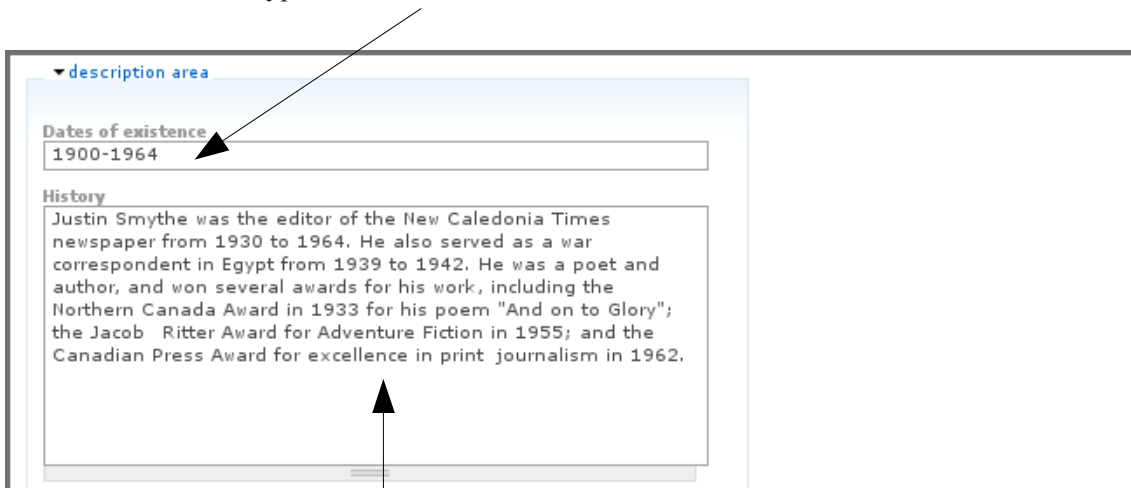 description area
Dates of existence
1900-1964
History
Justin Smythe was the editor of the New Caledonia Times
newspaper from 1930 to 1964. He also served as a war
correspondent in Egypt from 1939 to 1942. He was a poet and
author, and won several awards for his work, including the
Northern Canada Award in 1933 for his poem "And on to Glory";
the Jacob Ritter Award for Adventure Fiction in 1955; and the
Canadian Press Award for excellence in print journalism in 1962.